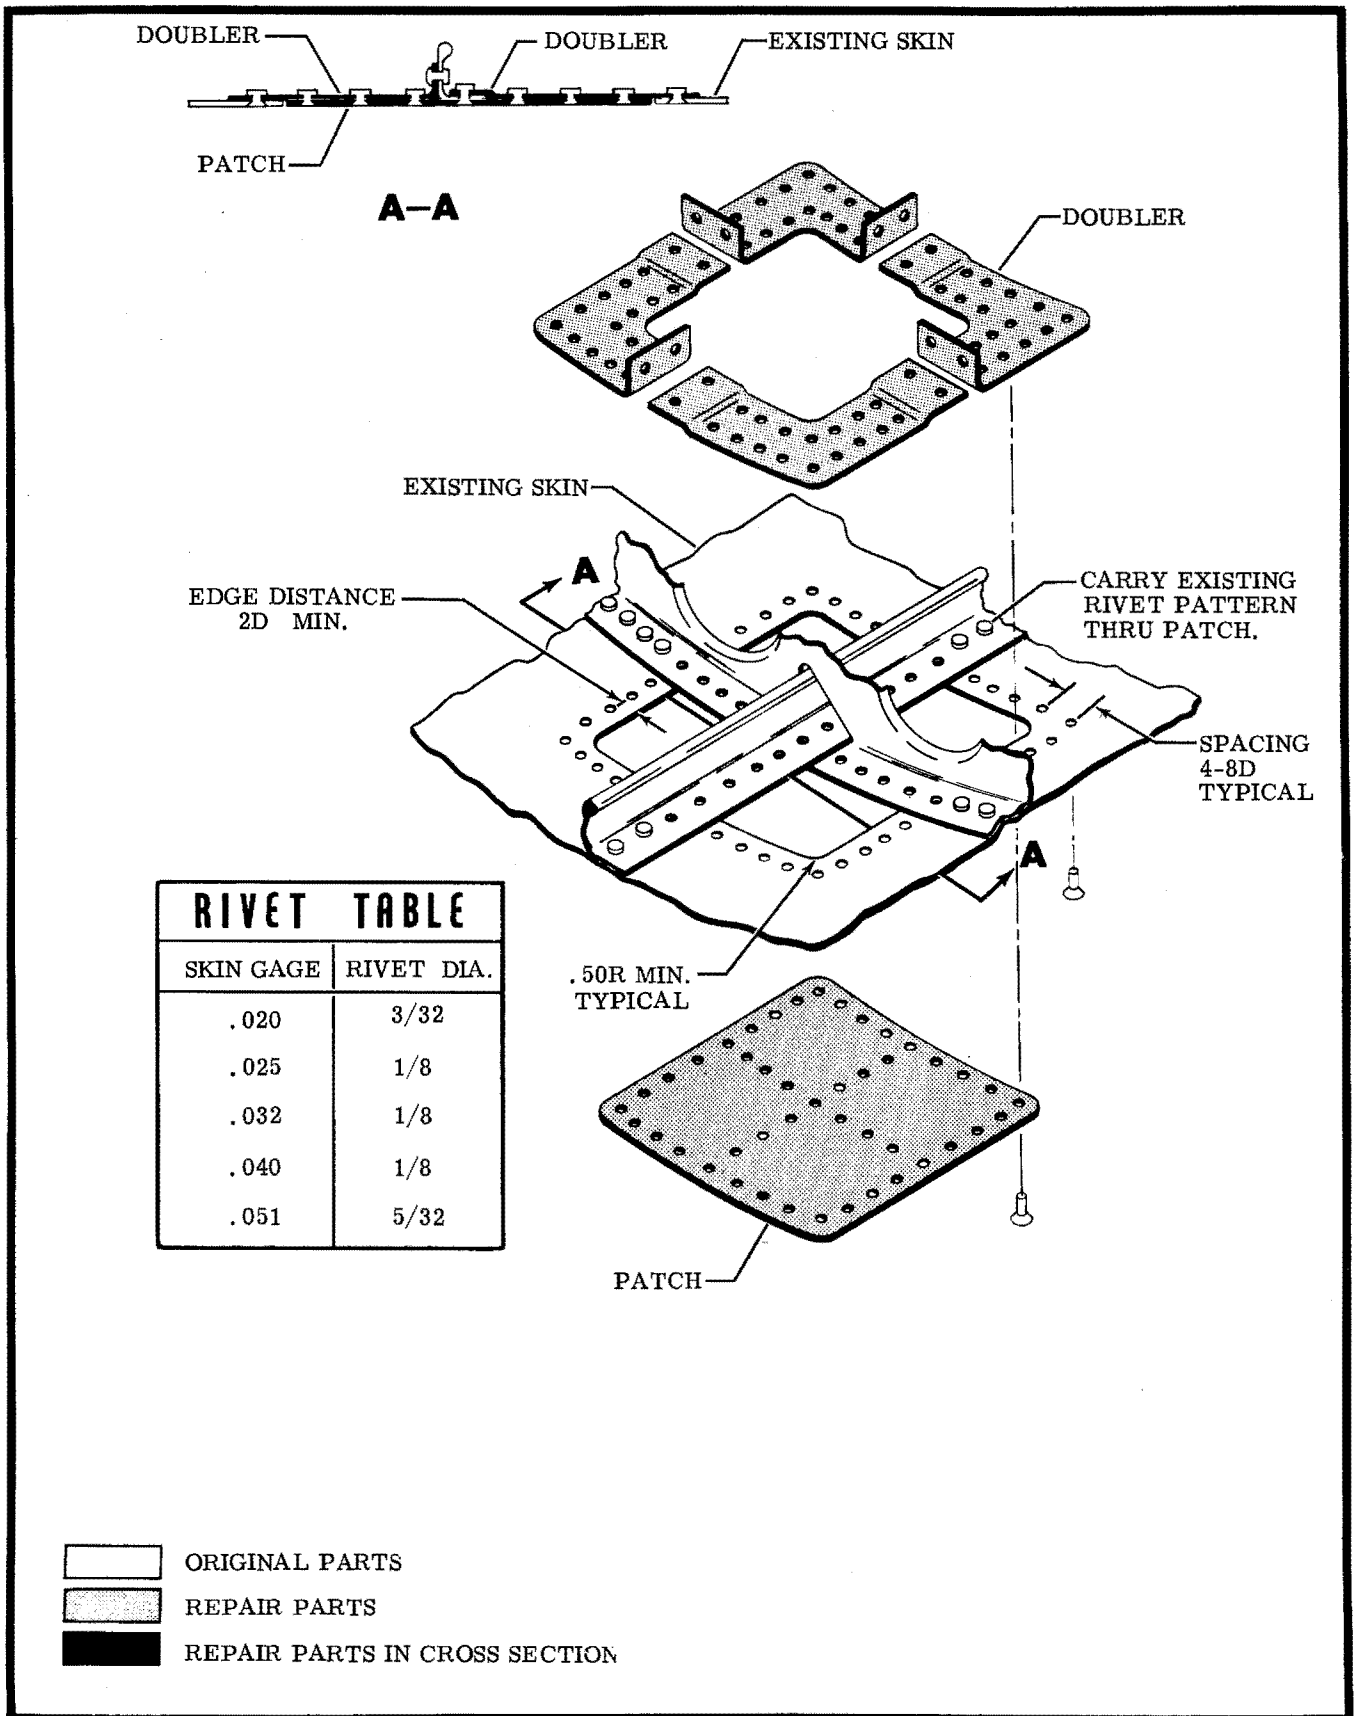 DOUBLER
DOUBLER
EXISTING SKIN
PATCH
A–A
DOUBLER
EXISTING SKIN
A
EDGE DISTANCE
2D MIN.
CARRY EXISTING
RIVET PATTERN
THRU PATCH.
SPACING
4-8D
TYPICAL
A
RIVET TABLE
SKIN GAGE RIVET DIA.
.020 3/32
.025 1/8
.032 1/8
.040 1/8
.051 5/32
.50R MIN.
TYPICAL
PATCH
ORIGINAL PARTS
REPAIR PARTS
REPAIR PARTS IN CROSS SECTION